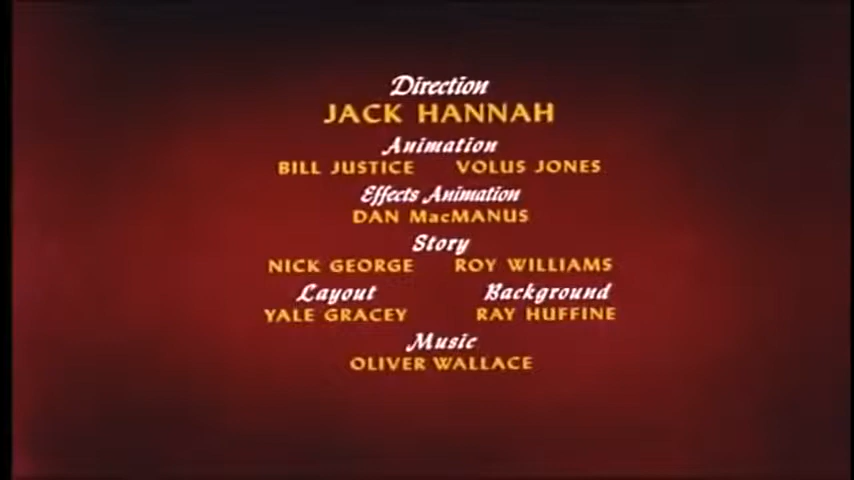 Direction
JACK HANNAH
Animation
BILL JUSTICE VOLUS JONES
Effects Animation
DAN MacMANUS
Story
NICK GEORGE ROY WILLIAMS
Layout Background
YALE GRACEY RAY HUFFINE
Music
OLIVER WALLACE